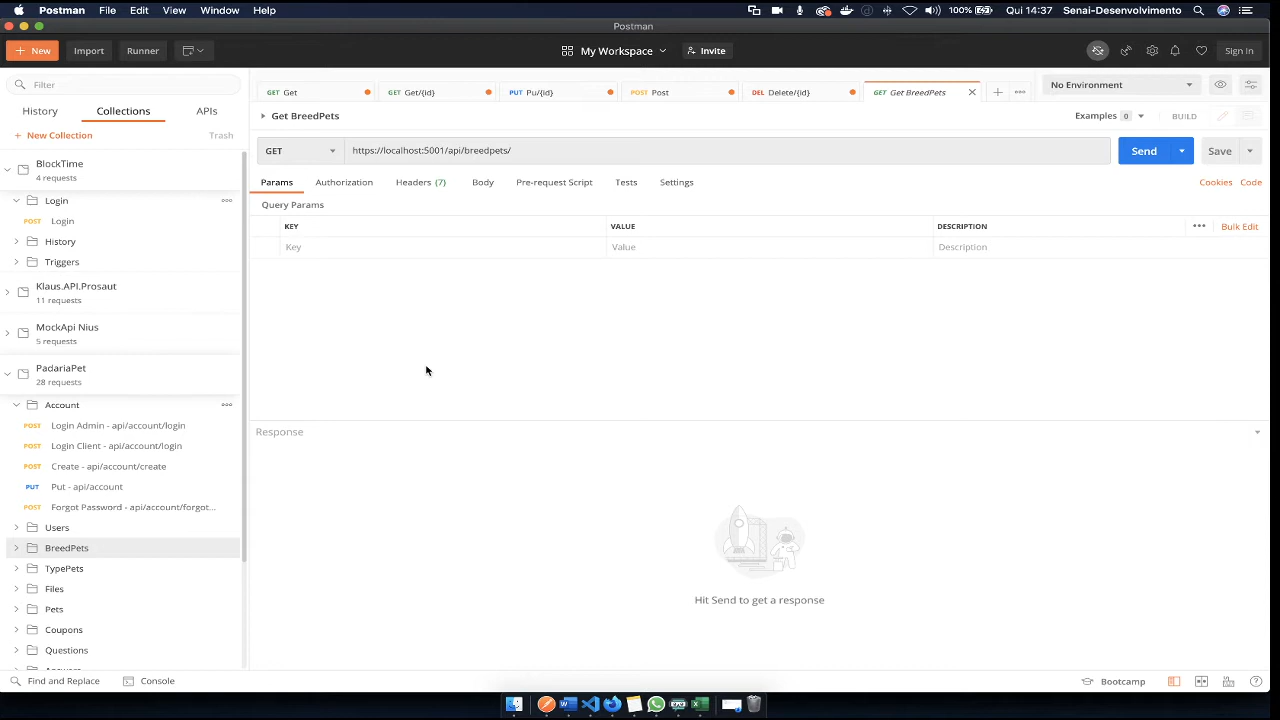 Postman File Edit View Window Help 100% Qui 14:37 Senai-Desenvolvimento
Postman
+ New Import Runner My Workspace Invite Sign In
Filter
GET Get GET Get/{id} PUT Pu/{id} POST Post DEL Delete/{id} GET Get BreedPets No Environment
History Collections APIs
Get BreedPets Examples 0 BUILD
+ New Collection Trash
GET https://localhost:5001/api/breedpets/ Send Save
BlockTime
4 requests
Params Authorization Headers (7) Body Pre-request Script Tests Settings Cookies Code
Login
Query Params
POST Login
KEY VALUE DESCRIPTION Bulk Edit
History
Key Value Description
Triggers
Klaus.API.Prosaut
11 requests
MockApi Nius
5 requests
PadariaPet
28 requests
Account
POST Login Admin - api/account/login
Response
POST Login Client - api/account/login
POST Create - api/account/create
PUT Put - api/account
POST Forgot Password - api/account/forgot...
Users
BreedPets
TypePets
Files
Hit Send to get a response
Pets
Coupons
Questions
Find and Replace Console Bootcamp